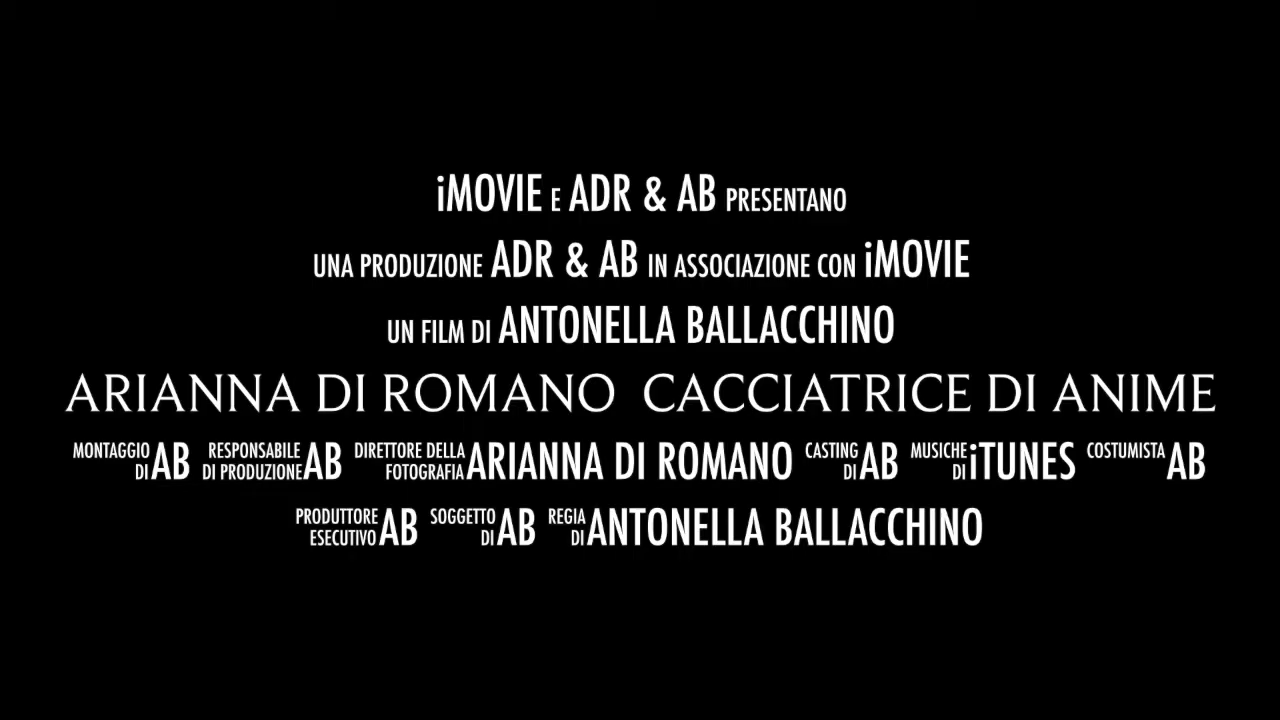 iMOVIE E ADR & AB PRESENTANO
UNA PRODUZIONE ADR & AB IN ASSOCIAZIONE CON iMOVIE
UN FILM DI ANTONELLA BALLACCHINO
ARIANNA DI ROMANO CACCIATRICE DI ANIME
MONTAGGIO DI AB RESPONSABILE DI PRODUZIONE AB DIRETTORE DELLA FOTOGRAFIA ARIANNA DI ROMANO CASTING DI AB MUSICHE DI iTUNES COSTUMISTA AB
PRODUTTORE ESECUTIVO AB SOGGETTO DI AB REGIA DI ANTONELLA BALLACCHINO